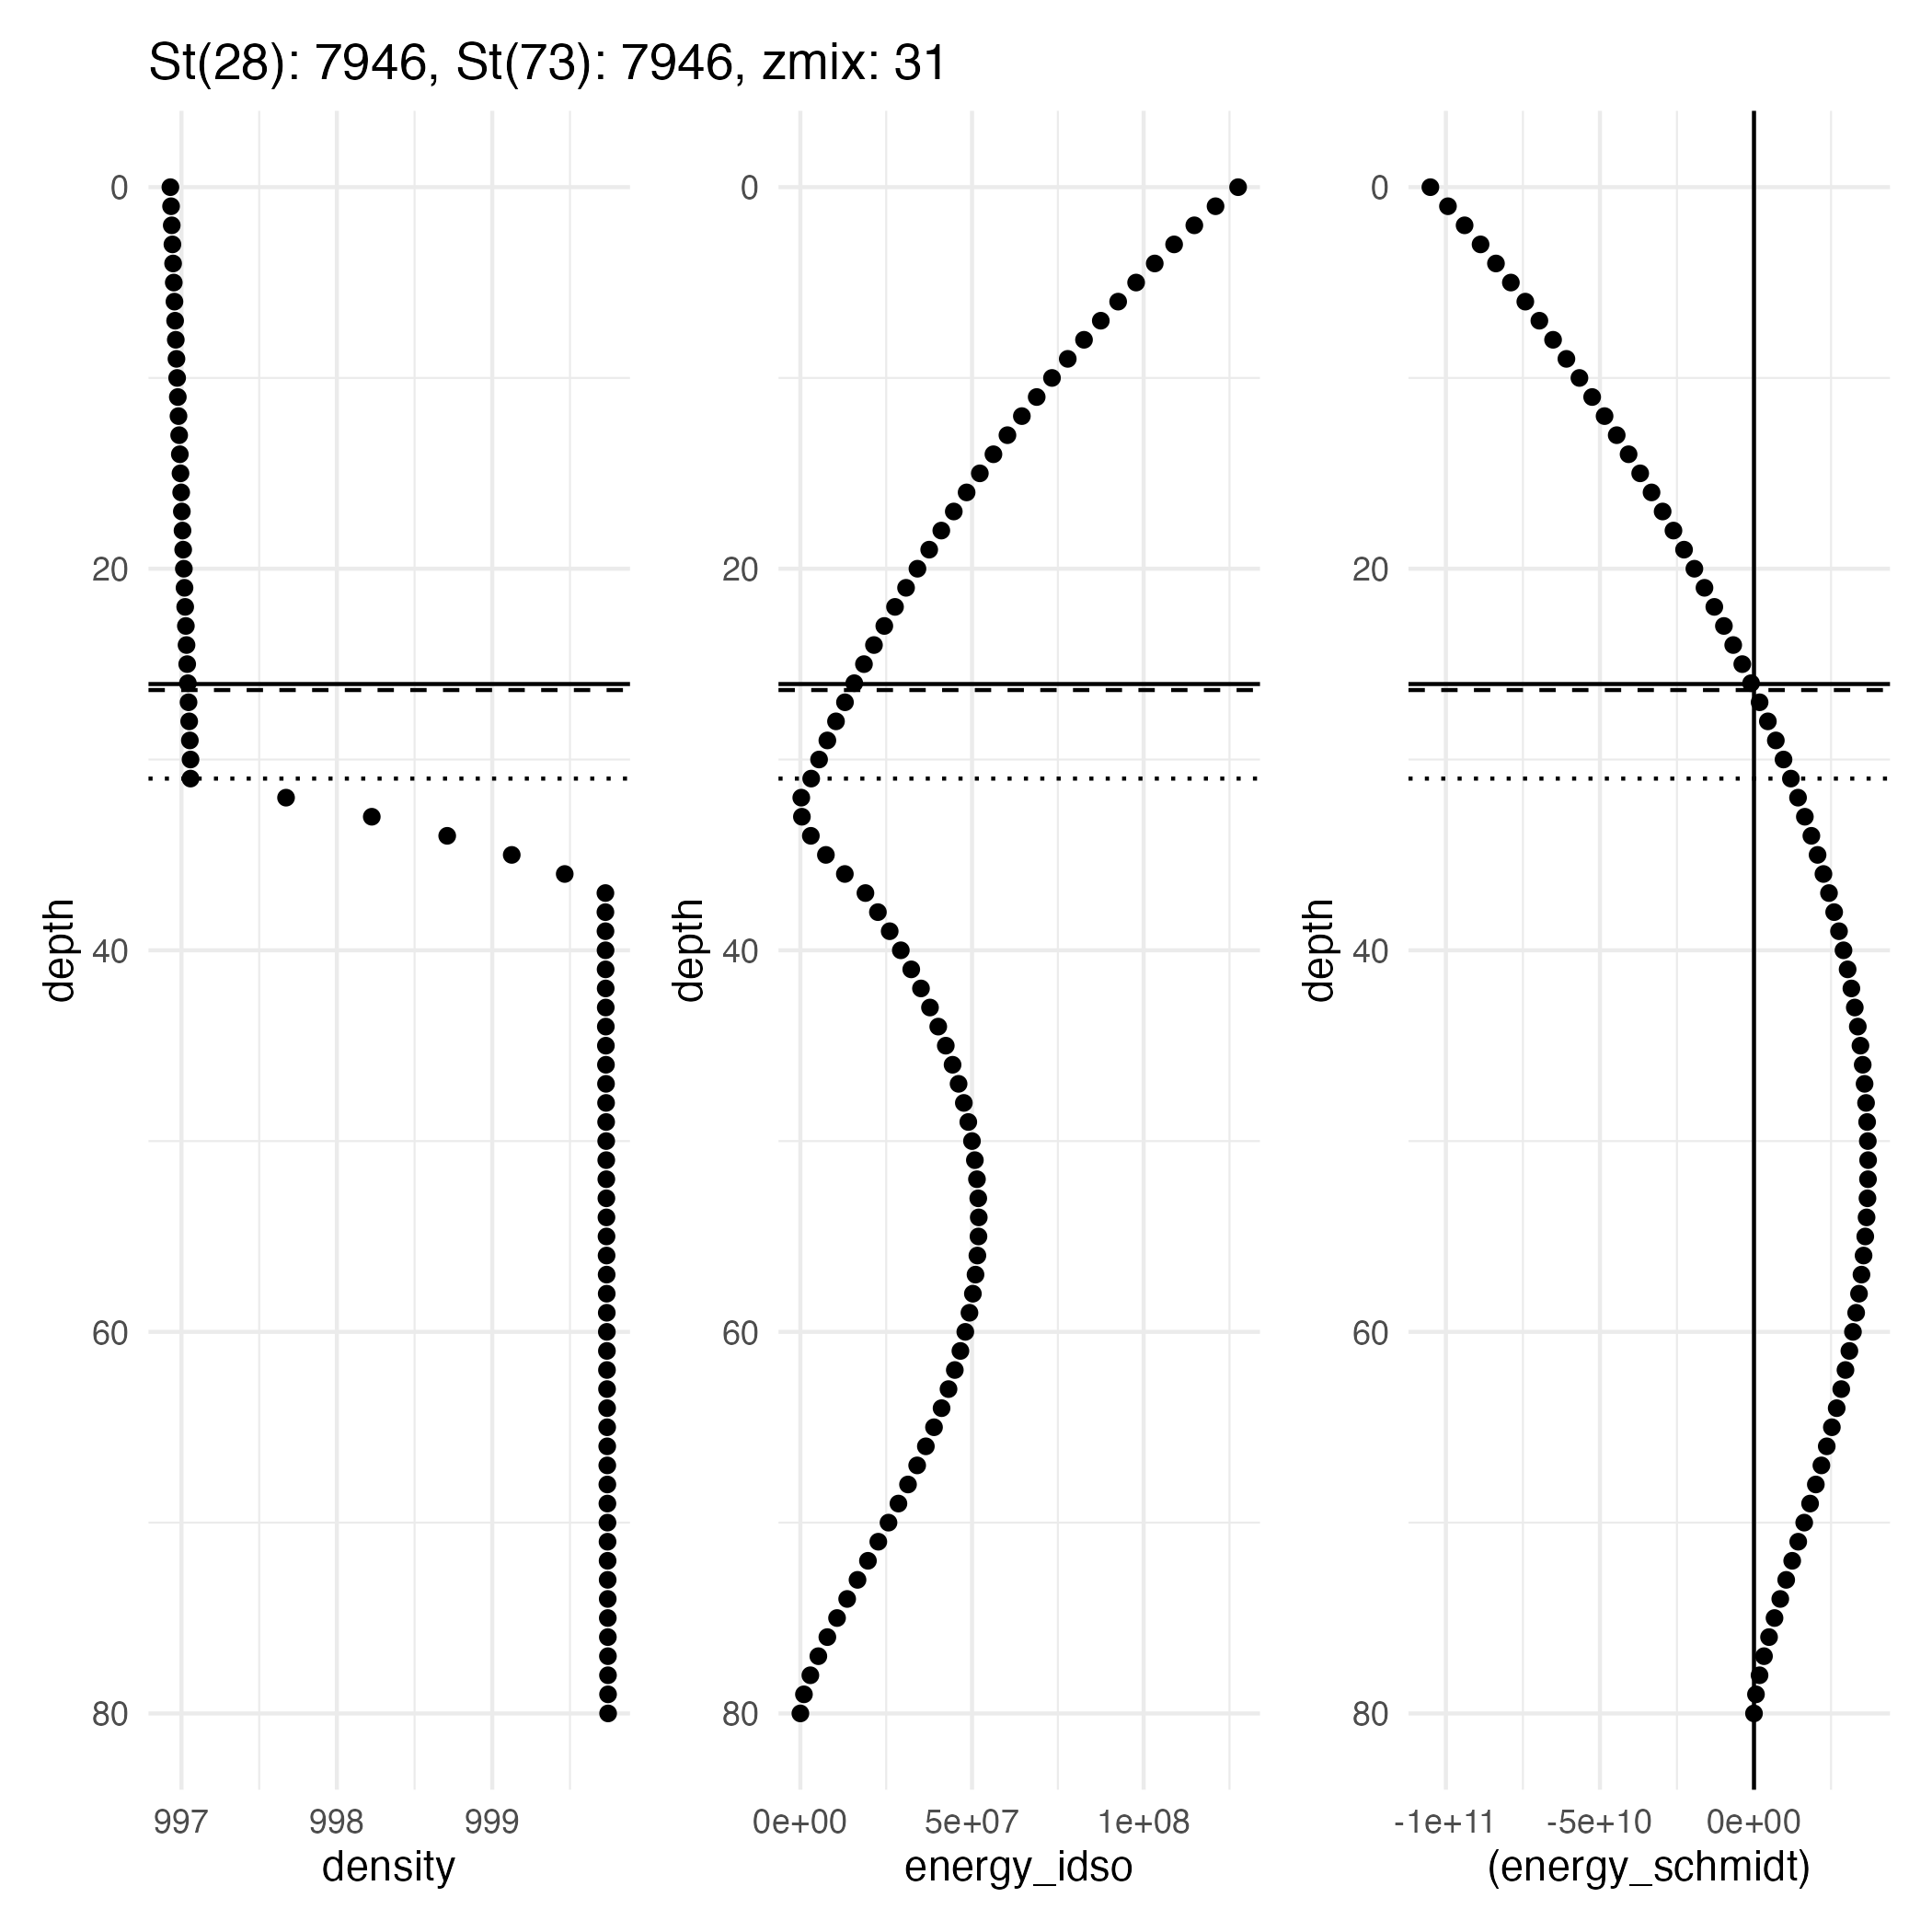 St(28): 7946, St(73): 7946, zmix: 31
depth
0
20
40
60
80
997 998 999
density
depth
0
20
40
60
80
0e+00 5e+07 1e+08
energy_idso
depth
0
20
40
60
80
-1e+11 -5e+10 0e+00
(energy_schmidt)